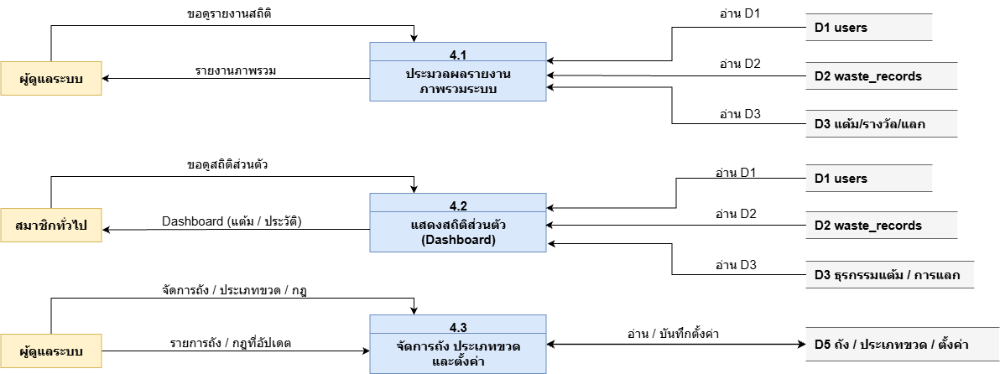 ขอดูรายงานสถิติ
อ่าน D1
D1 users
4.1
ประมวลผลรายงาน
ภาพรวมระบบ
ผู้ดูแลระบบ
รายงานภาพรวม
อ่าน D2
D2 waste_records
อ่าน D3
D3 แต้ม/รางวัล/แลก
ขอดูสถิติส่วนตัว
อ่าน D1
D1 users
4.2
แสดงสถิติส่วนตัว
(Dashboard)
สมาชิกทั่วไป
Dashboard (แต้ม / ประวัติ)
อ่าน D2
D2 waste_records
อ่าน D3
D3 ธุรกรรมแต้ม / การแลก
จัดการถัง / ประเภทขวด / กฎ
4.3
จัดการถัง ประเภทขวด
และตั้งค่า
ผู้ดูแลระบบ
รายการถัง / กฎที่อัปเดต
อ่าน / บันทึกตั้งค่า
D5 ถัง / ประเภทขวด / ตั้งค่า